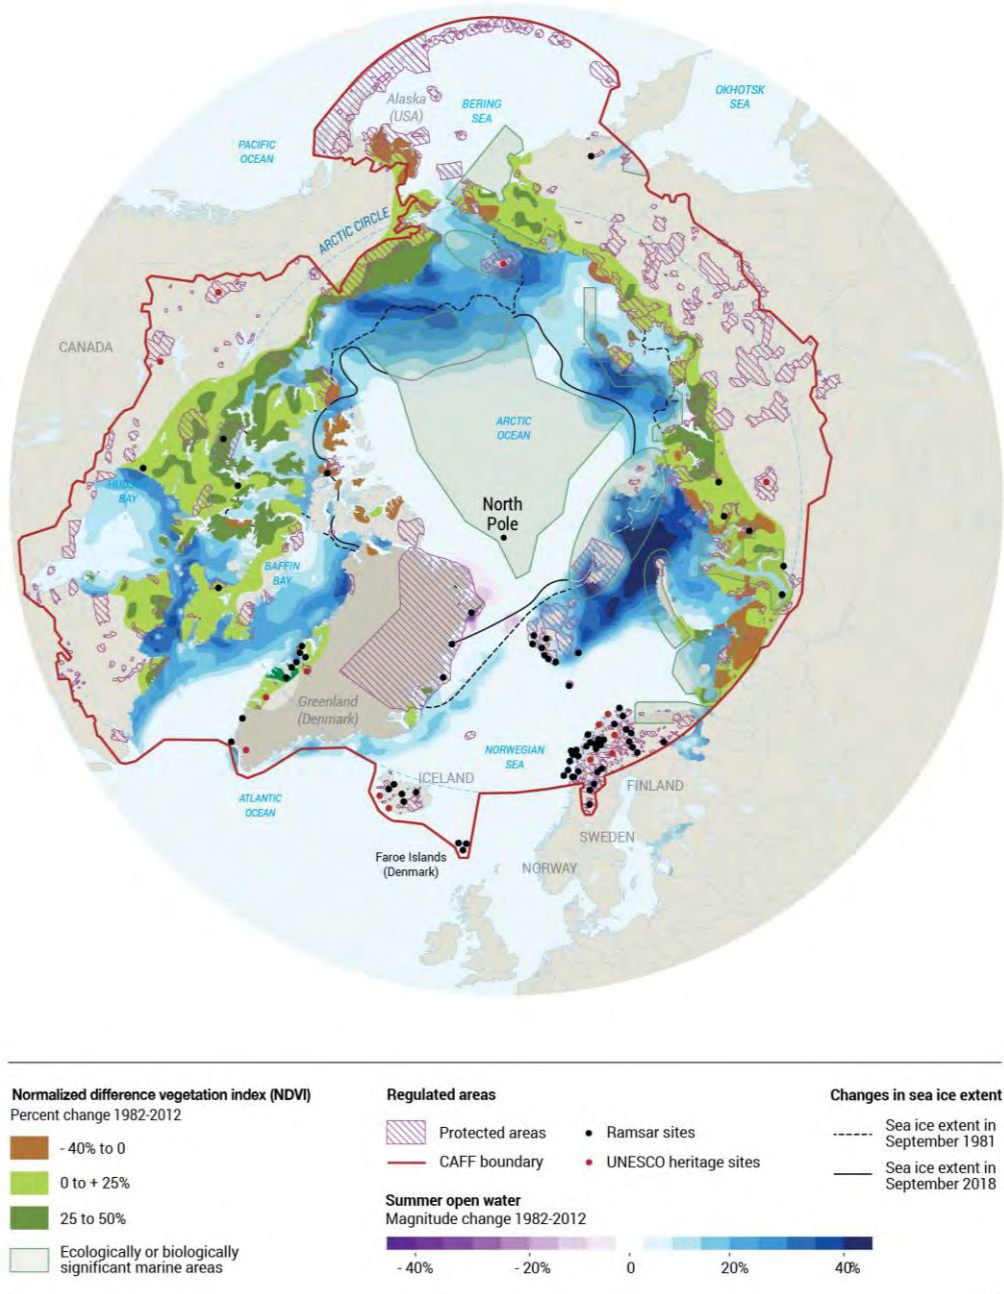 Alaska
(USA)
BERING
SEA
OKHOTSK
SEA
PACIFIC
OCEAN
ARCTIC CIRCLE
CANADA
ARCTIC
OCEAN
HUDSON
BAY
North
Pole
BAFFIN
BAY
Greenland
(Denmark)
NORWEGIAN
SEA
ICELAND
FINLAND
ATLANTIC
OCEAN
SWEDEN
Faroe Islands
(Denmark)
NORWAY
Normalized difference vegetation index (NDVI)
Percent change 1982-2012
- 40% to 0
0 to + 25%
25 to 50%
Ecologically or biologically
significant marine areas
Regulated areas
Protected areas
Ramsar sites
CAFF boundary
UNESCO heritage sites
Summer open water
Magnitude change 1982-2012
- 40%
- 20%
0
20%
40%
Changes in sea ice extent
Sea ice extent in
September 1981
Sea ice extent in
September 2018